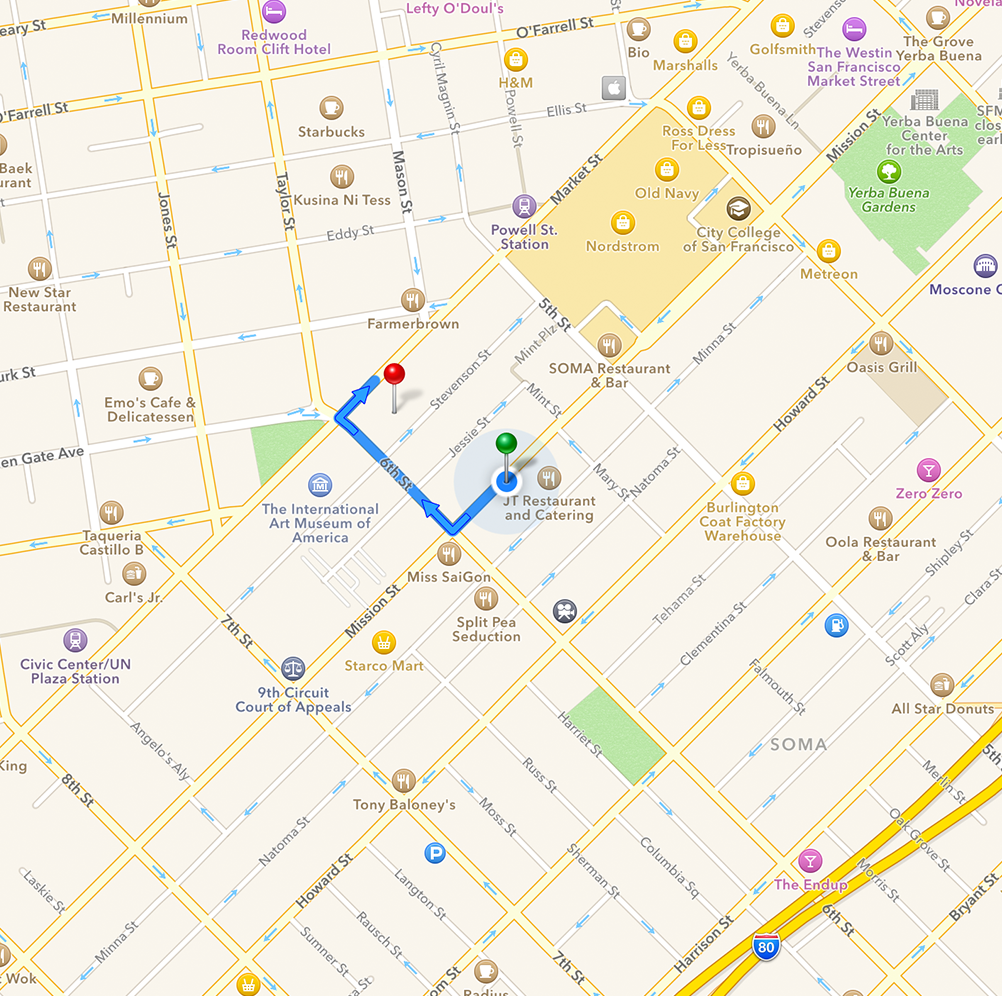 Lefty O'Doul's
Millennium
eary St
Redwood
Room Clift Hotel
O'Farrell St
St
Bio
Marshalls
Golfsmith
The Westin
San Francisco
Market Street
The Grove
Yerba Buena
Novela
Stevenson
H&M
Cyril Magnin St
Powell St
Ellis St
Yerba Buena Ln
O'Farrell St
Starbucks
Ross Dress
For Less
Tropisueño
Mission St
Yerba Buena
Center
for the Arts
SFM
clos
earl
Baek
urant
Jones St
Taylor St
Mason St
Kusina Ni Tess
Market St
Old Navy
Yerba Buena
Gardens
Eddy St
Powell St.
Station
Nordstrom
City College
of San Francisco
Metreon
Moscone C
New Star
Restaurant
Farmerbrown
5th St
Mint Plz
Minna St
SOMA Restaurant
& Bar
Oasis Grill
urk St
Emo's Cafe &
Delicatessen
Stevenson St
Jessie St
Mint St
Howard St
en Gate Ave
6th St
Mary St
Natoma St
JT Restaurant
and Catering
Zero Zero
The International
Art Museum of
America
Burlington
Coat Factory
Warehouse
Oola Restaurant
& Bar
Taqueria
Castillo B
Carl's Jr.
Miss SaiGon
Shipley St
Clara St
Tehama St
Mission St
Split Pea
Seduction
Clementina St
Scott Aly
7th St
Civic Center/UN
Plaza Station
Starco Mart
9th Circuit
Court of Appeals
Falmouth St
All Star Donuts
Harriet St
SOMA
5th
Angelo's Aly
King
8th St
Russ St
Merlin St
Tony Baloney's
Moss St
Oak Grove St
Natoma St
Columbia Sq
Sherman St
The Endup
Morris St
Howard St
Langton St
Laskie St
Bryant St
6th St
Rausch St
Harrison St
80
Minna St
Sumner St
7th St
Wok
om St
Radius